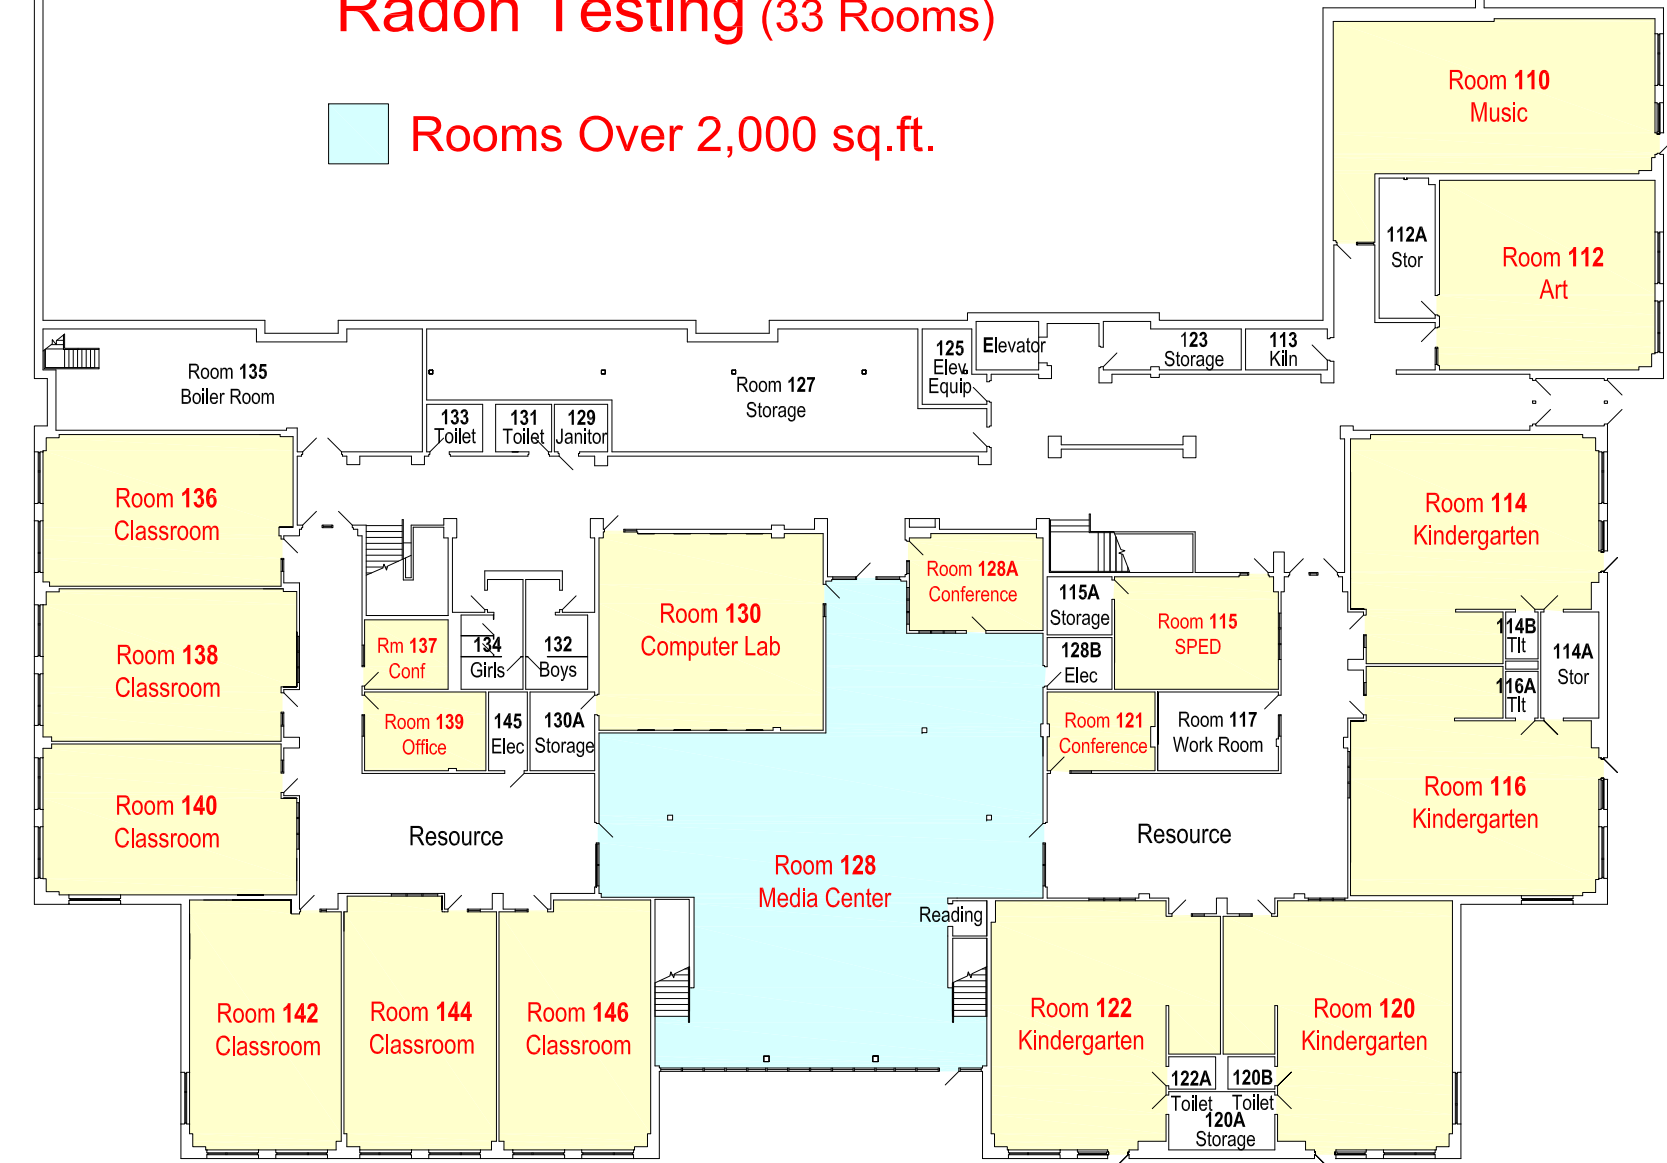 Radon Testing (33 Rooms)
Rooms Over 2,000 sq.ft.
Room 110
Music
112A
Stor
Room 112
Art
Room 135
Boiler Room
Room 127
Storage
125
Elev
Equip
Elevator
123
Storage
113
Kiln
133
Toilet
131
Toilet
129
Janitor
Room 136
Classroom
Room 114
Kindergarten
Room 138
Classroom
Rm 137
Conf
134
Girls
132
Boys
Room 130
Computer Lab
Room 128A
Conference
115A
Storage
Room 115
SPED
128B
Elec
114B
Tlt
114A
Stor
116A
Tlt
Room 139
Office
145
Elec
130A
Storage
Room 121
Conference
Room 117
Work Room
Room 140
Classroom
Resource
Room 128
Media Center
Resource
Room 116
Kindergarten
Reading
Room 142
Classroom
Room 144
Classroom
Room 146
Classroom
Room 122
Kindergarten
Room 120
Kindergarten
122A
Toilet
120B
Toilet
120A
Storage